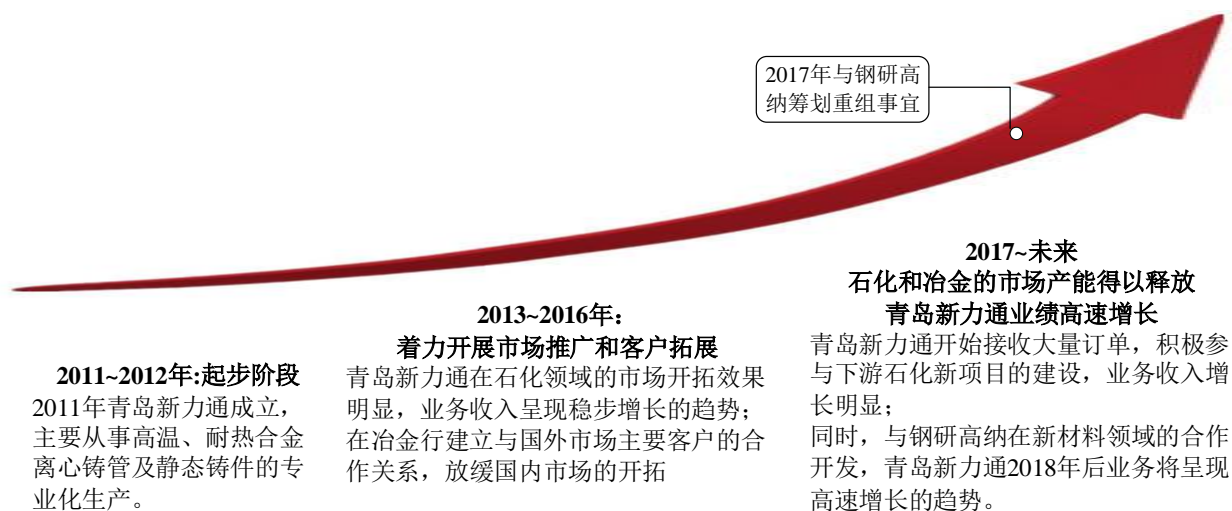 2017年与钢研高
纳筹划重组事宜
2011~2012年:起步阶段
2011年青岛新力通成立，
主要从事高温、耐热合金
离心铸管及静态铸件的专
业化生产。
2013~2016年：
着力开展市场推广和客户拓展
青岛新力通在石化领域的市场开拓效果
明显，业务收入呈现稳步增长的趋势；
在冶金行建立与国外市场主要客户的合
作关系，放缓国内市场的开拓
2017~未来
石化和冶金的市场产能得以释放
青岛新力通业绩高速增长
青岛新力通开始接收大量订单，积极参
与下游石化新项目的建设，业务收入增
长明显；
同时，与钢研高纳在新材料领域的合作
开发，青岛新力通2018年后业务将呈现
高速增长的趋势。